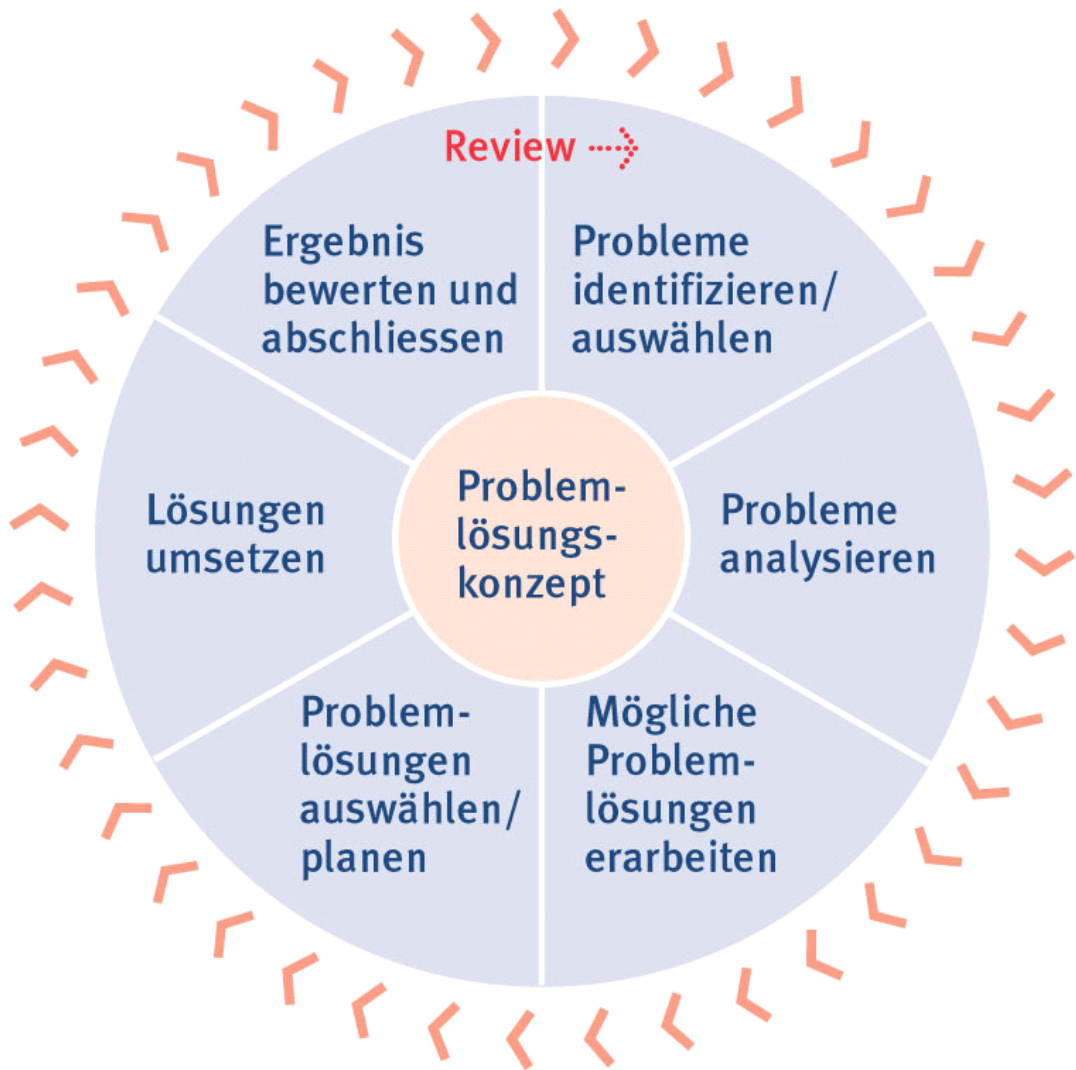 Review
Ergebnis
bewerten und
abschliessen
Probleme
identifizieren/
auswählen
Lösungen
umsetzen
Problem-
lösungs-
konzept
Probleme
analysieren
Problem-
lösungen
auswählen/
planen
Mögliche
Problem-
lösungen
erarbeiten